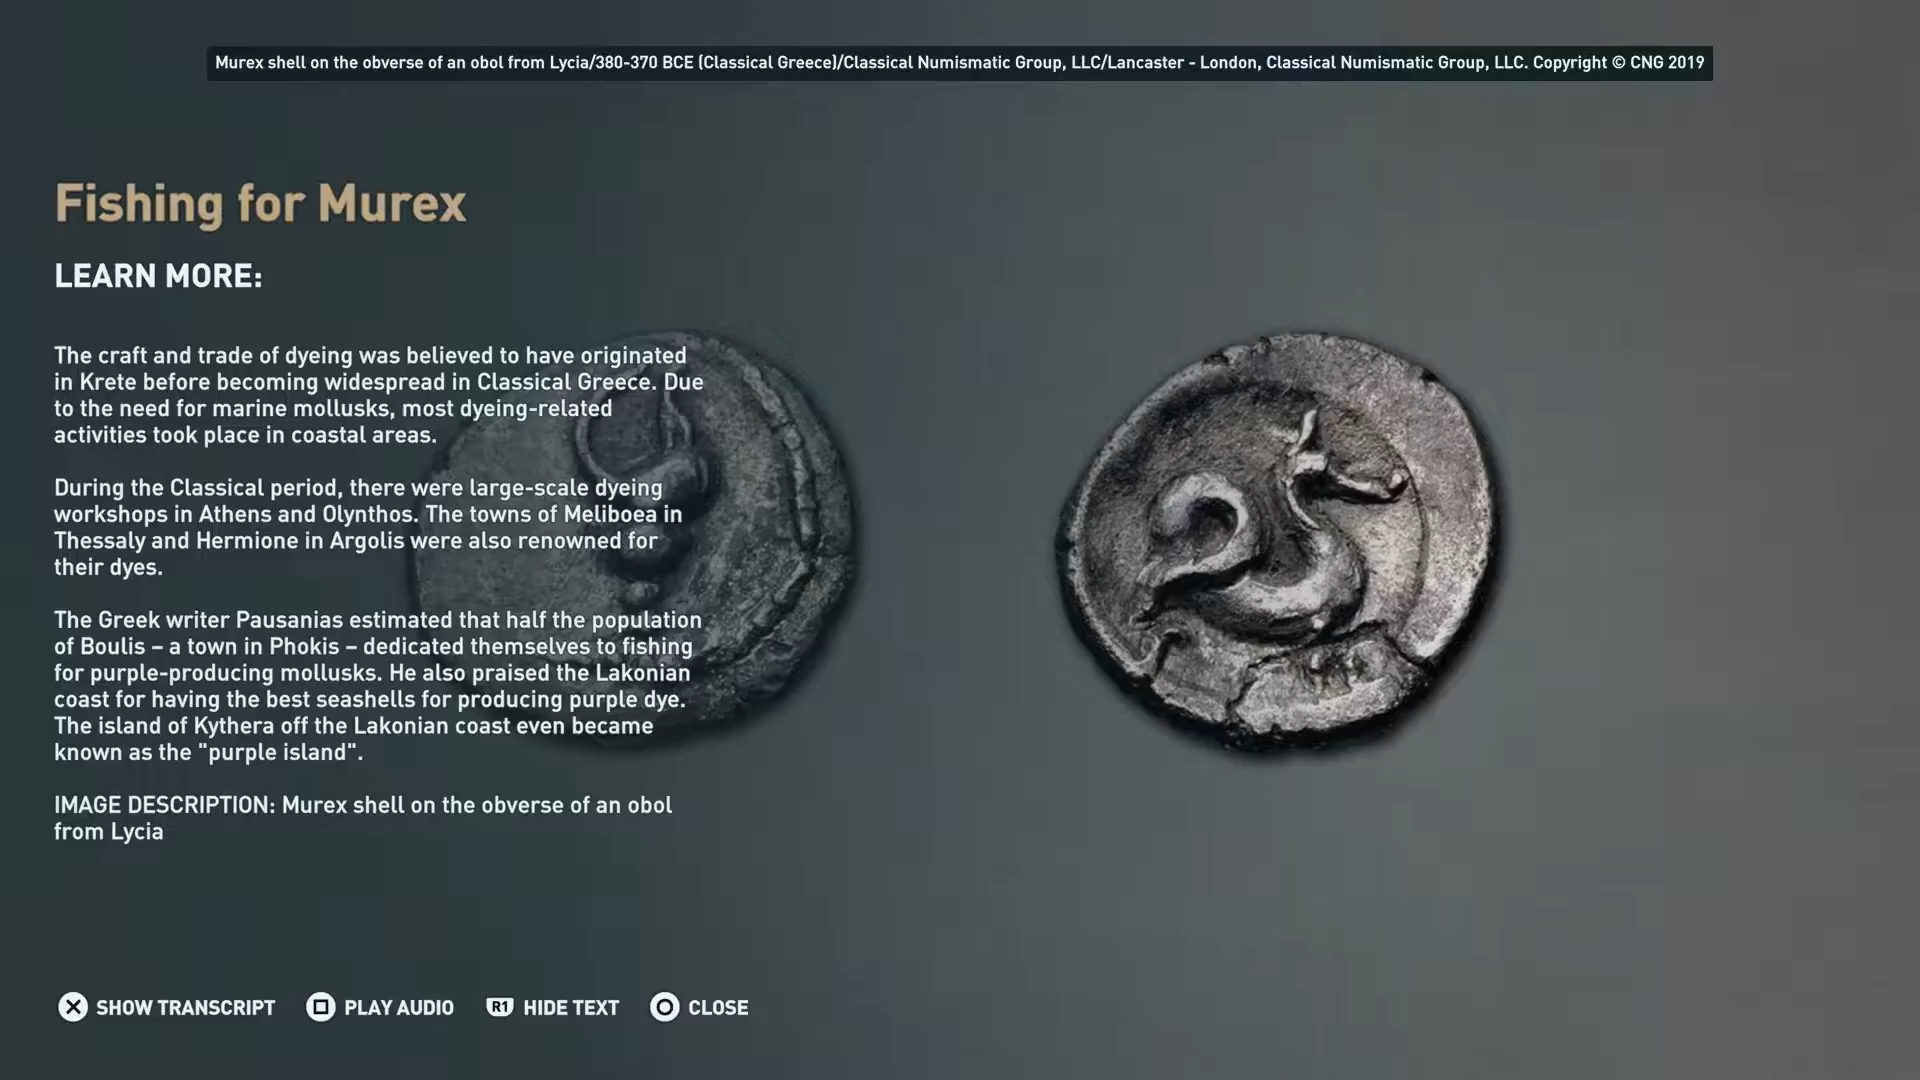 Murex shell on the obverse of an obol from Lycia/380-370 BCE (Classical Greece)/Classical Numismatic Group, LLC/Lancaster - London, Classical Numismatic Group, LLC. Copyright © CNG 2019
Fishing for Murex
LEARN MORE:
The craft and trade of dyeing was believed to have originated
in Krete before becoming widespread in Classical Greece. Due
to the need for marine mollusks, most dyeing-related
activities took place in coastal areas.
During the Classical period, there were large-scale dyeing
workshops in Athens and Olynthos. The towns of Meliboea in
Thessaly and Hermione in Argolis were also renowned for
their dyes.
The Greek writer Pausanias estimated that half the population
of Boulis – a town in Phokis – dedicated themselves to fishing
for purple-producing mollusks. He also praised the Lakonian
coast for having the best seashells for producing purple dye.
The island of Kythera off the Lakonian coast even became
known as the "purple island".
IMAGE DESCRIPTION: Murex shell on the obverse of an obol
from Lycia
SHOW TRANSCRIPT PLAY AUDIO R1 HIDE TEXT CLOSE